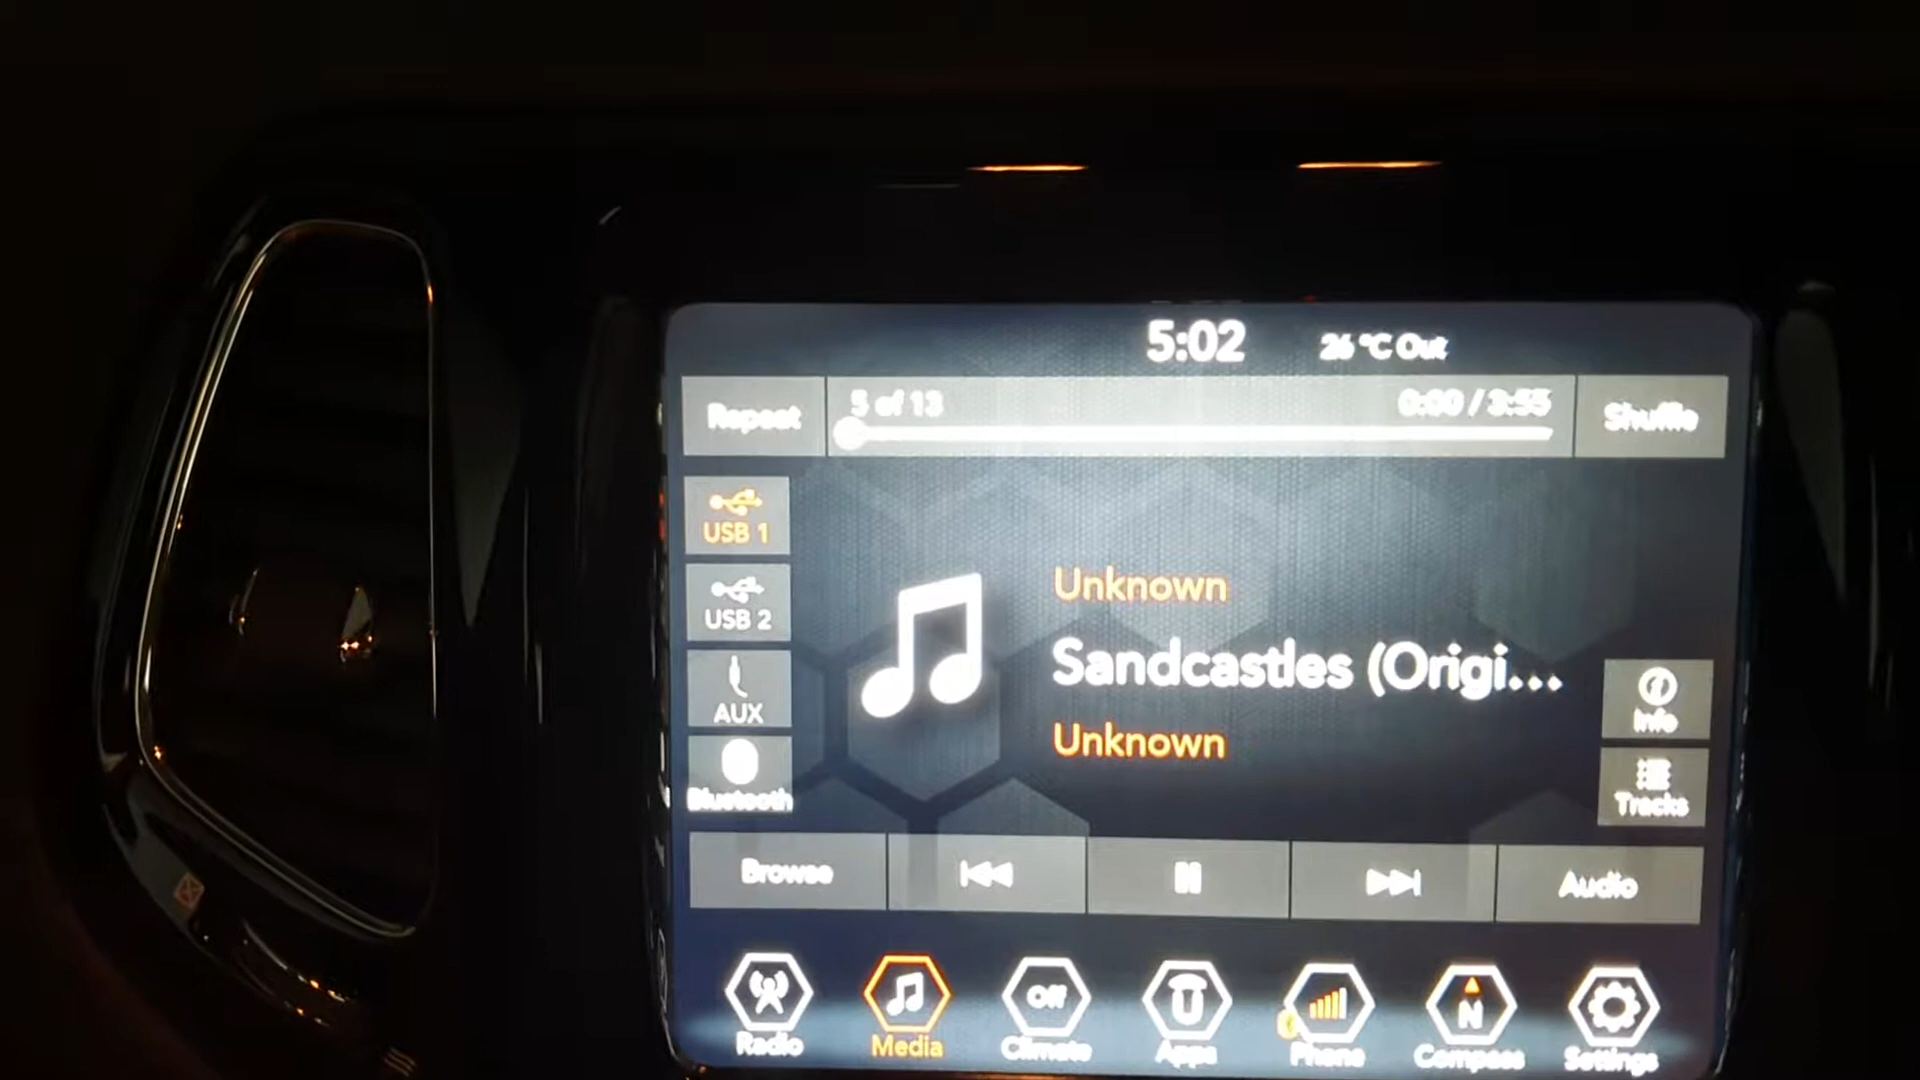 5:02 26 °C Out
Repeat 5 of 13 0:00 / 3:55 Shuffle
USB 1
Unknown
USB 2
Sandcastles (Origi...
AUX
Info
Unknown
Bluetooth
Tracks
Browse Audio
Off
N
Radio Media Climate Apps Phone Compass Settings